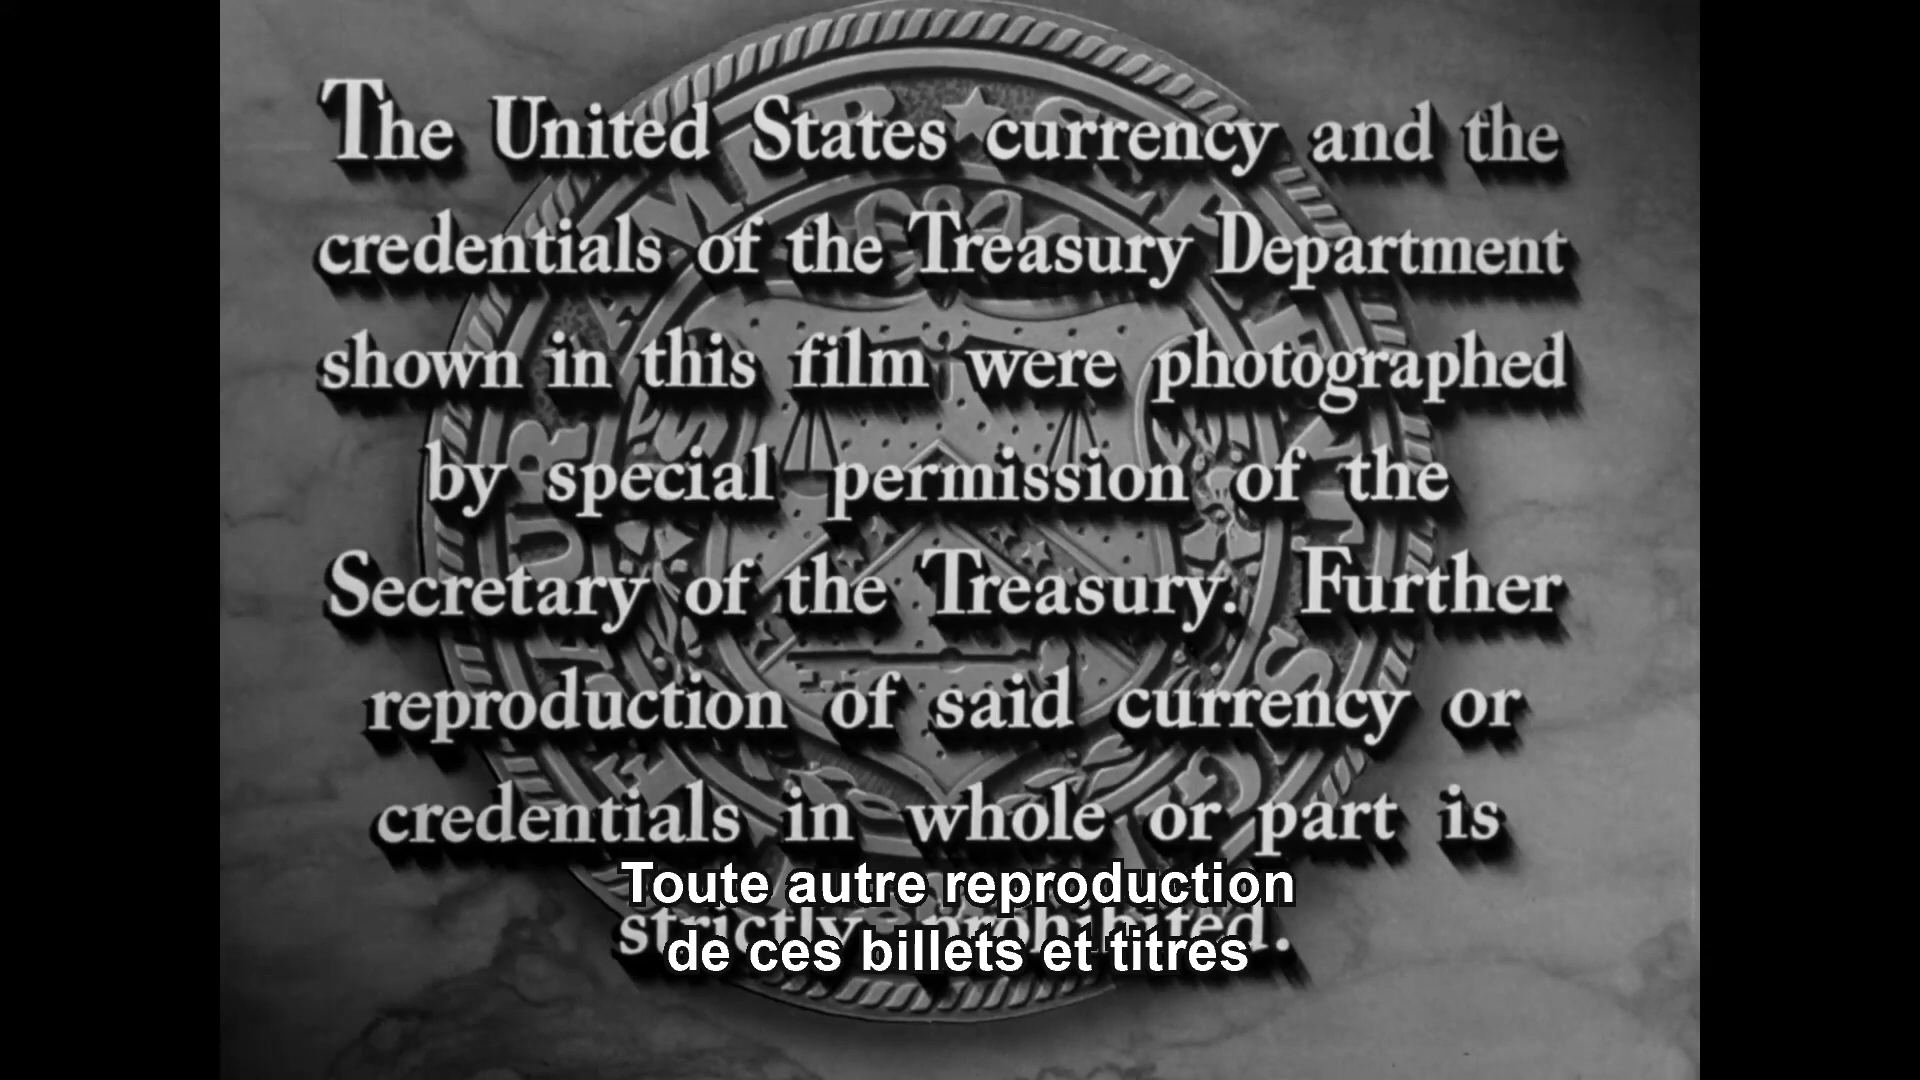 The United States currency and the
credentials of the Treasury Department
shown in this film were photographed
by special permission of the
Secretary of the Treasury. Further
reproduction of said currency or
credentials in whole or part is
strictly prohibited.
Toute autre reproduction
de ces billets et titres